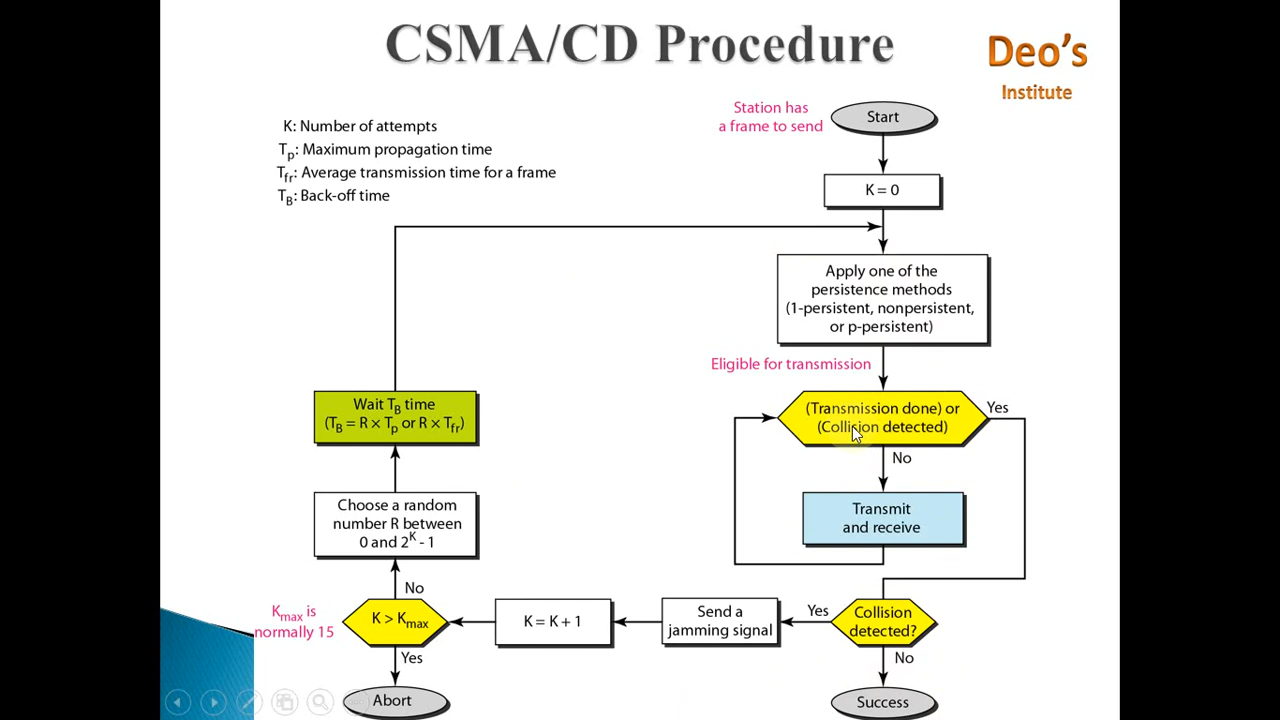 CSMA/CD Procedure
Deo's
Institute
K: Number of attempts
Tp: Maximum propagation time
Tfr: Average transmission time for a frame
TB: Back-off time
Station has
a frame to send
Start
K = 0
Apply one of the
persistence methods
(1-persistent, nonpersistent,
or p-persistent)
Eligible for transmission
(Transmission done) or
(Collision detected)
Yes
No
Transmit
and receive
Wait TB time
(TB = R × Tp or R × Tfr)
Choose a random
number R between
0 and 2^K - 1
No
Kmax is
normally 15
K > Kmax
K = K + 1
Send a
jamming signal
Yes
Collision
detected?
Yes
No
Abort
Success